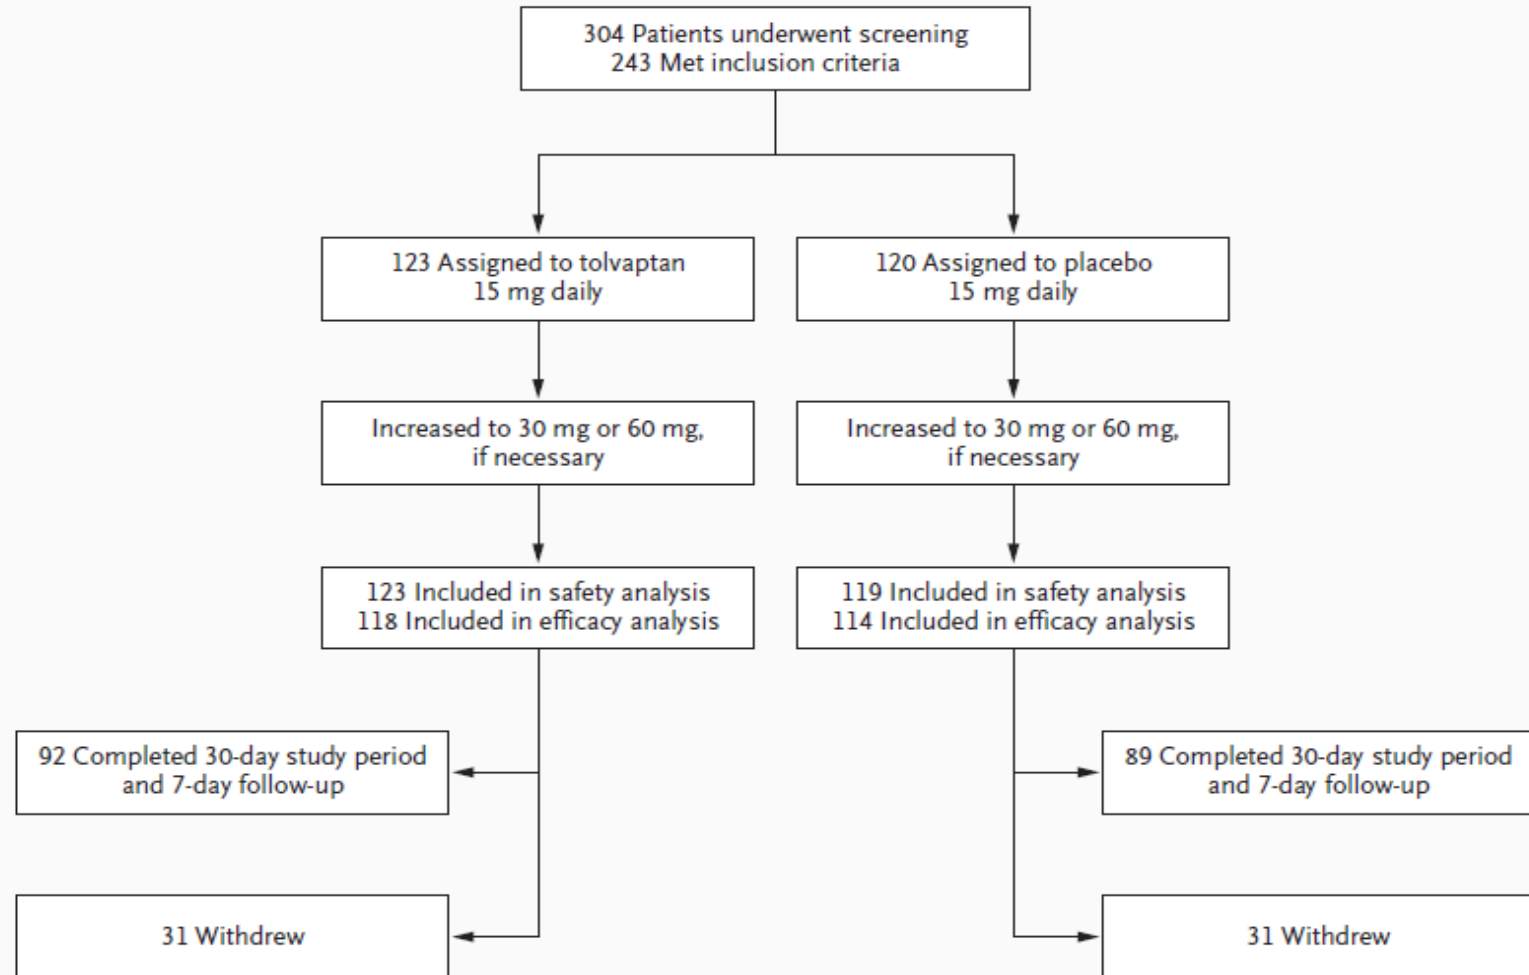 304 Patients underwent screening
243 Met inclusion criteria
123 Assigned to tolvaptan
15 mg daily
120 Assigned to placebo
15 mg daily
Increased to 30 mg or 60 mg,
if necessary
Increased to 30 mg or 60 mg,
if necessary
123 Included in safety analysis
118 Included in efficacy analysis
119 Included in safety analysis
114 Included in efficacy analysis
92 Completed 30-day study period
and 7-day follow-up
89 Completed 30-day study period
and 7-day follow-up
31 Withdrew
31 Withdrew